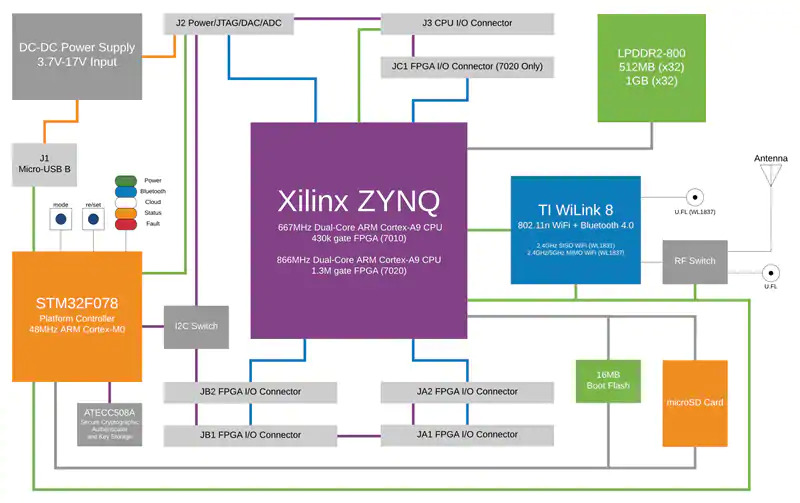 J2 Power/JTAG/DAC/ADC
J3 CPU I/O Connector
DC-DC Power Supply
3.7V-17V Input
JC1 FPGA I/O Connector (7020 Only)
LPDDR2-800
512MB (x32)
1GB (x32)
J1
Micro-USB B
Antenna
mode
re/set
Power
Bluetooth
Cloud
Status
Fault
Xilinx ZYNQ
667MHz Dual-Core ARM Cortex-A9 CPU
430k gate FPGA (7010)
866MHz Dual-Core ARM Cortex-A9 CPU
1.3M gate FPGA (7020)
TI WiLink 8
802.11n WiFi + Bluetooth 4.0
2.4GHz SISO WiFi (WL1831)
2.4GHz/5GHz MIMO WiFi (WL1837)
U.FL (WL1837)
RF Switch
U.FL
STM32F078
Platform Controller
48MHz ARM Cortex-M0
I2C Switch
16MB
Boot Flash
microSD Card
JB2 FPGA I/O Connector
JA2 FPGA I/O Connector
ATECC508A
Secure Cryptographic
Authenticator
and Key Storage
JB1 FPGA I/O Connector
JA1 FPGA I/O Connector